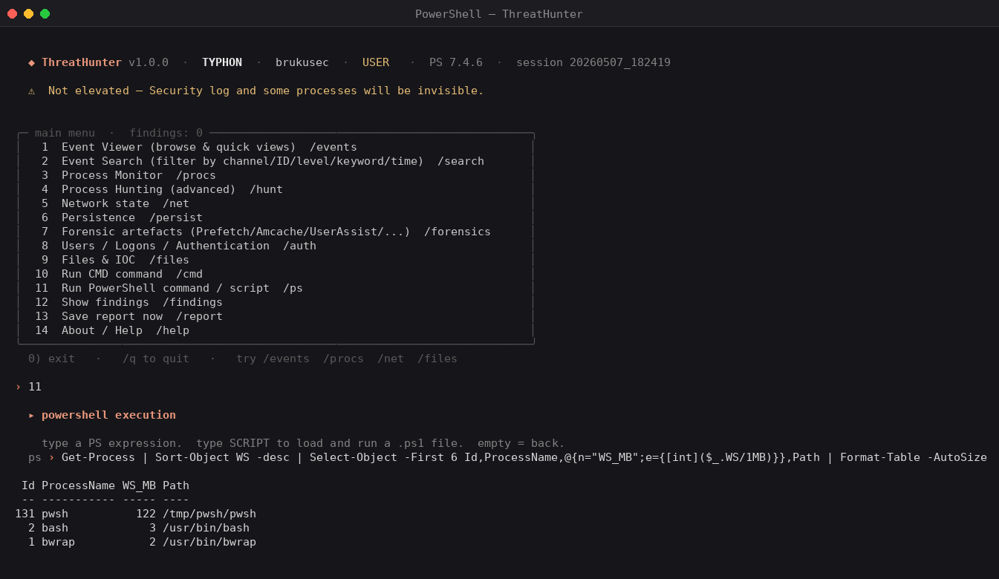 PowerShell — ThreatHunter
◆ ThreatHunter v1.0.0 · TYPHON · brukusec · USER · PS 7.4.6 · session 20260507_182419
⚠ Not elevated — Security log and some processes will be invisible.
main menu · findings: 0
1 Event Viewer (browse & quick views) /events
2 Event Search (filter by channel/ID/level/keyword/time) /search
3 Process Monitor /procs
4 Process Hunting (advanced) /hunt
5 Network state /net
6 Persistence /persist
7 Forensic artefacts (Prefetch/Amcache/UserAssist/...) /forensics
8 Users / Logons / Authentication /auth
9 Files & IOC /files
10 Run CMD command /cmd
11 Run PowerShell command / script /ps
12 Show findings /findings
13 Save report now /report
14 About / Help /help
0) exit · /q to quit · try /events /procs /net /files
› 11
▸ powershell execution
type a PS expression. type SCRIPT to load and run a .ps1 file. empty = back.
ps › Get-Process | Sort-Object WS -desc | Select-Object -First 6 Id,ProcessName,@{n="WS_MB";e={[int]($_.WS/1MB)}},Path | Format-Table -AutoSize
Id ProcessName WS_MB Path
-- ----------- ----- ----
131 pwsh 122 /tmp/pwsh/pwsh
2 bash 3 /usr/bin/bash
1 bwrap 2 /usr/bin/bwrap